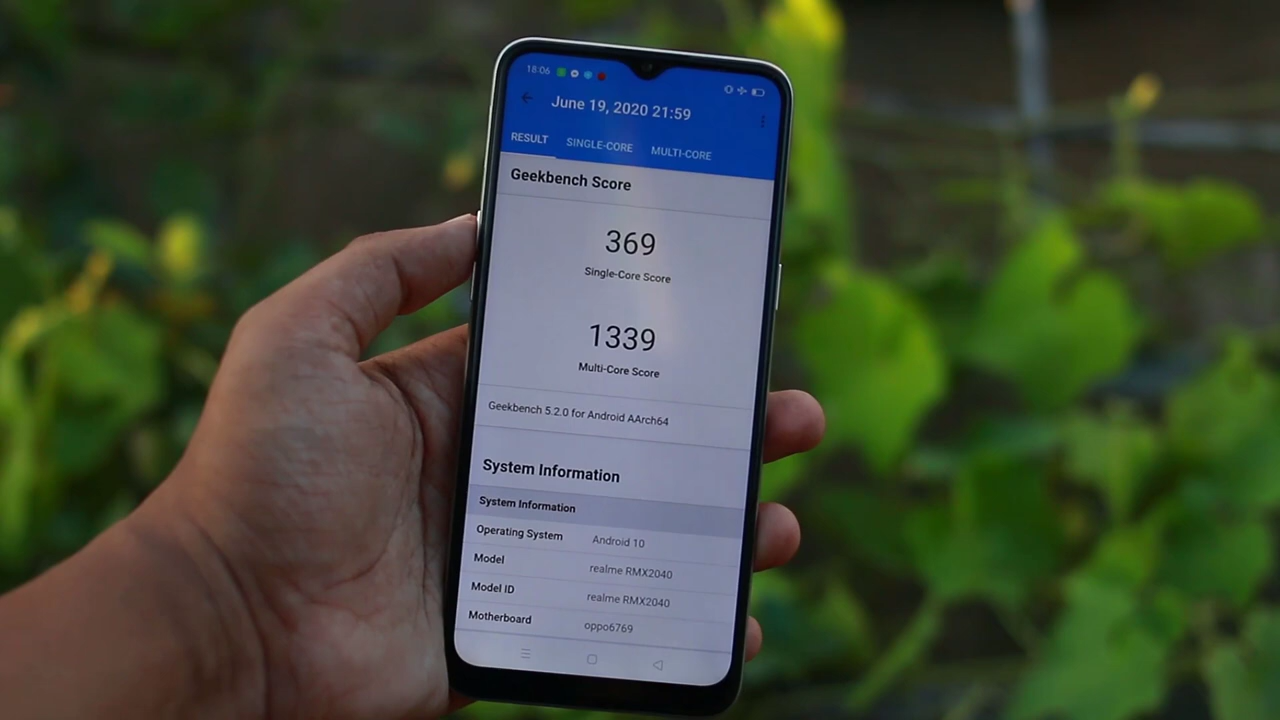 18:06
June 19, 2020 21:59
RESULT SINGLE-CORE MULTI-CORE
Geekbench Score
369
Single-Core Score
1339
Multi-Core Score
Geekbench 5.2.0 for Android AArch64
System Information
System Information
Operating System Android 10
Model realme RMX2040
Model ID realme RMX2040
Motherboard oppo6769